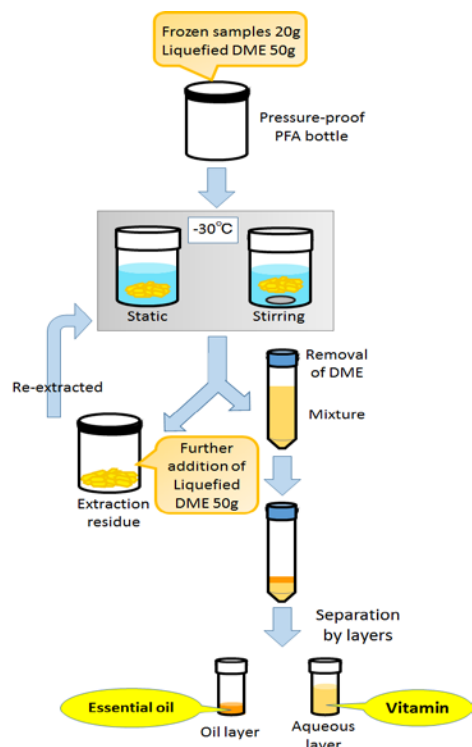 Frozen samples 20g
Liquefied DME 50g
Pressure-proof
PFA bottle
-30℃
Static
Stirring
Re-extracted
Removal
of DME
Mixture
Further
addition of
Liquefied
DME 50g
Extraction
residue
Separation
by layers
Essential oil
Oil layer
Vitamin
Aqueous
layer